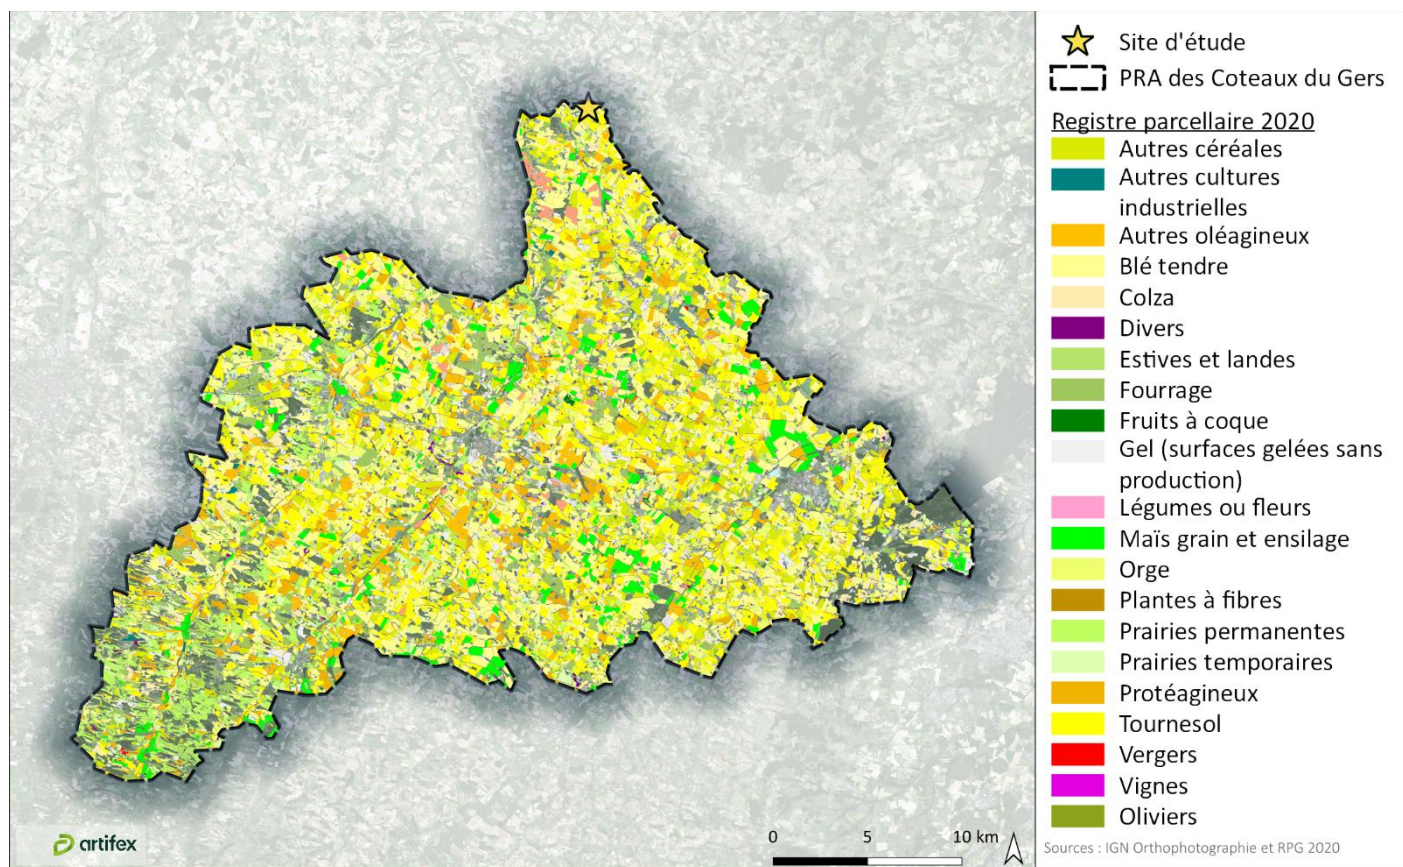 Site d'étude
PRA des Coteaux du Gers
Registre parcellaire 2020
Autres céréales
Autres cultures
industrielles
Autres oléagineux
Blé tendre
Colza
Divers
Estives et landes
Fourrage
Fruits à coque
Gel (surfaces gelées sans
production)
Légumes ou fleurs
Maïs grain et ensilage
Orge
Plantes à fibres
Prairies permanentes
Prairies temporaires
Protéagineux
Tournesol
Vergers
Vignes
Oliviers
Sources : IGN Orthophotographie et RPG 2020
0 5 10 km
artifex